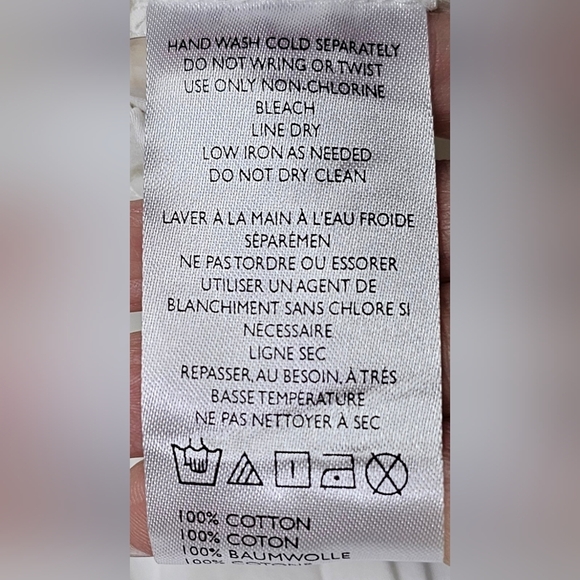 HAND WASH COLD SEPARATELY
DO NOT WRING OR TWIST
USE ONLY NON-CHLORINE
BLEACH
LINE DRY
LOW IRON AS NEEDED
DO NOT DRY CLEAN
LAVER À LA MAIN À L'EAU FROIDE
SÉPARÉMEN
NE PAS TORDRE OU ESSORER
UTILISER UN AGENT DE
BLANCHIMENT SANS CHLORE SI
NÉCESSAIRE
LIGNE SEC
REPASSER, AU BESOIN, À TRÈS
BASSE TEMPÉRATURE
NE PAS NETTOYER À SEC
100% COTTON
100% COTON
100% BAUMWOLLE